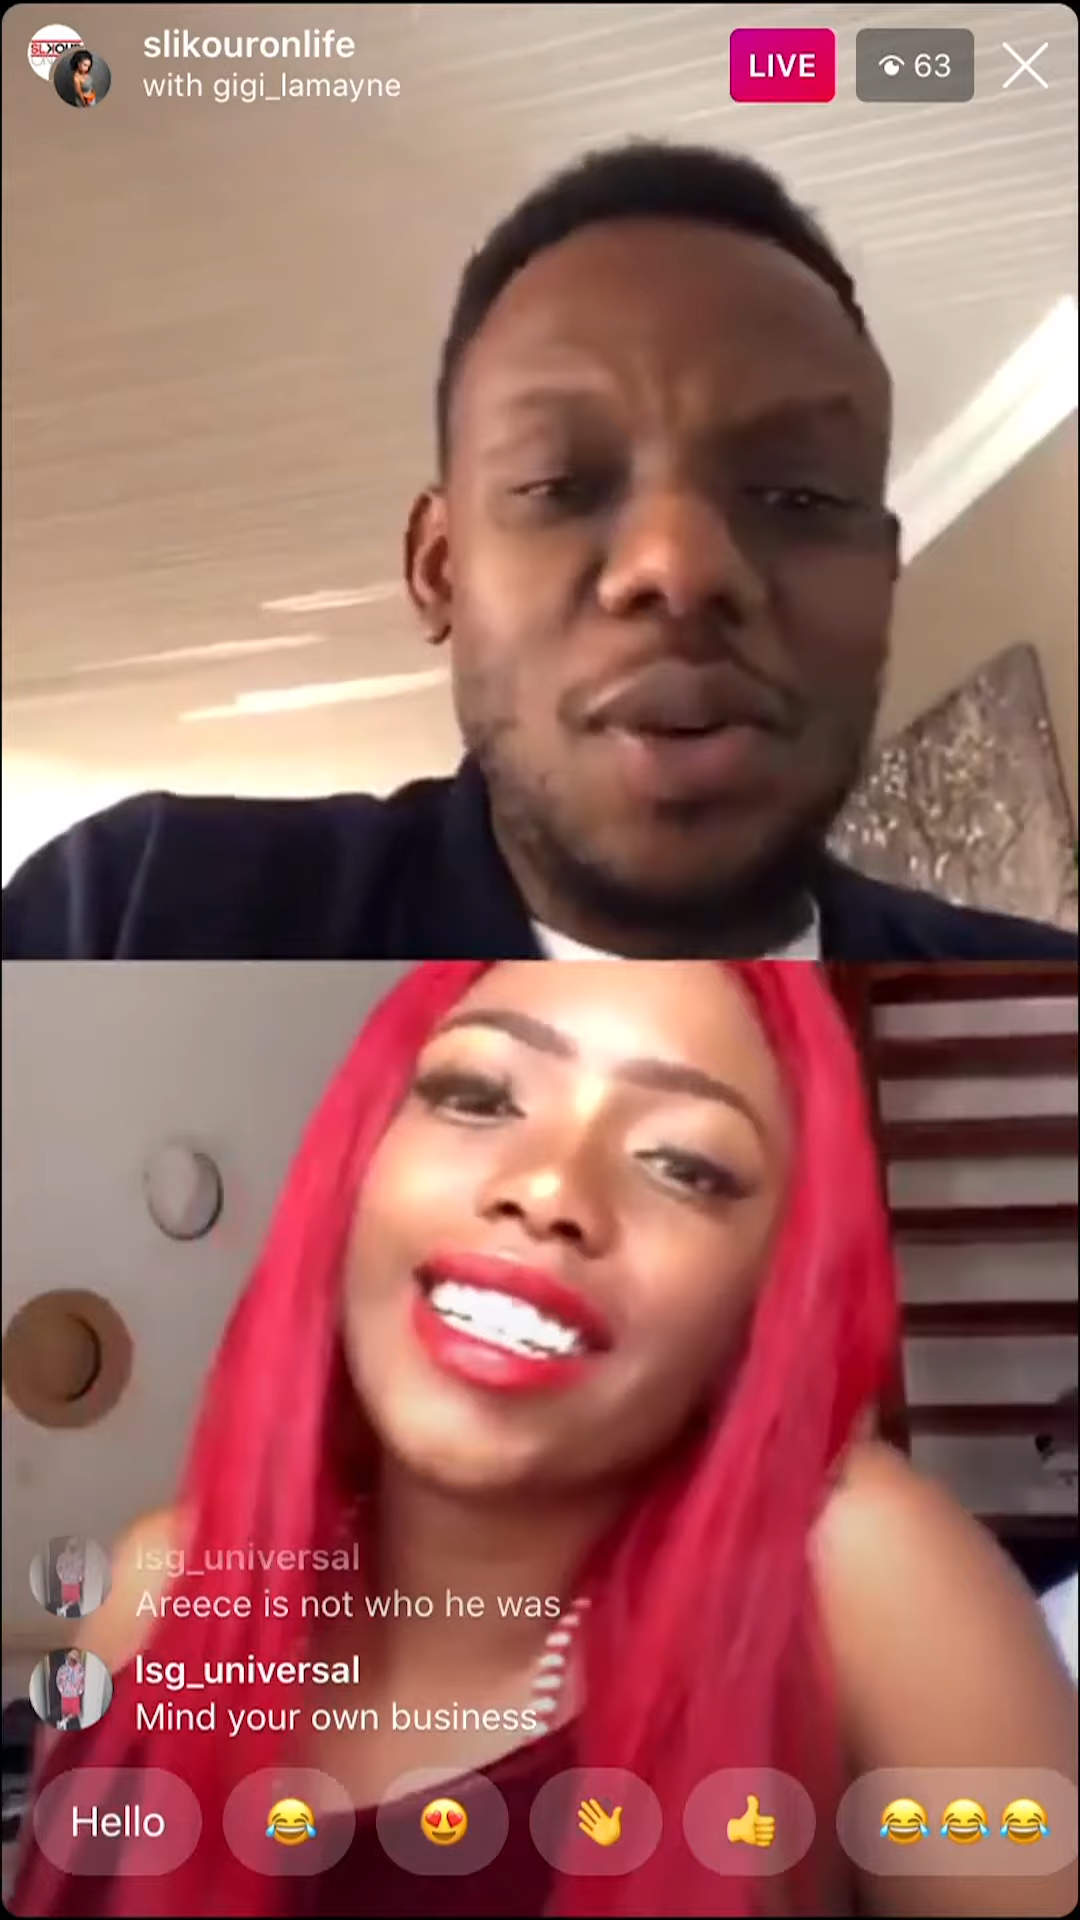 slikouronlife
with gigi_lamayne
LIVE
63
lsg_universal
Areece is not who he was
lsg_universal
Mind your own business
Hello